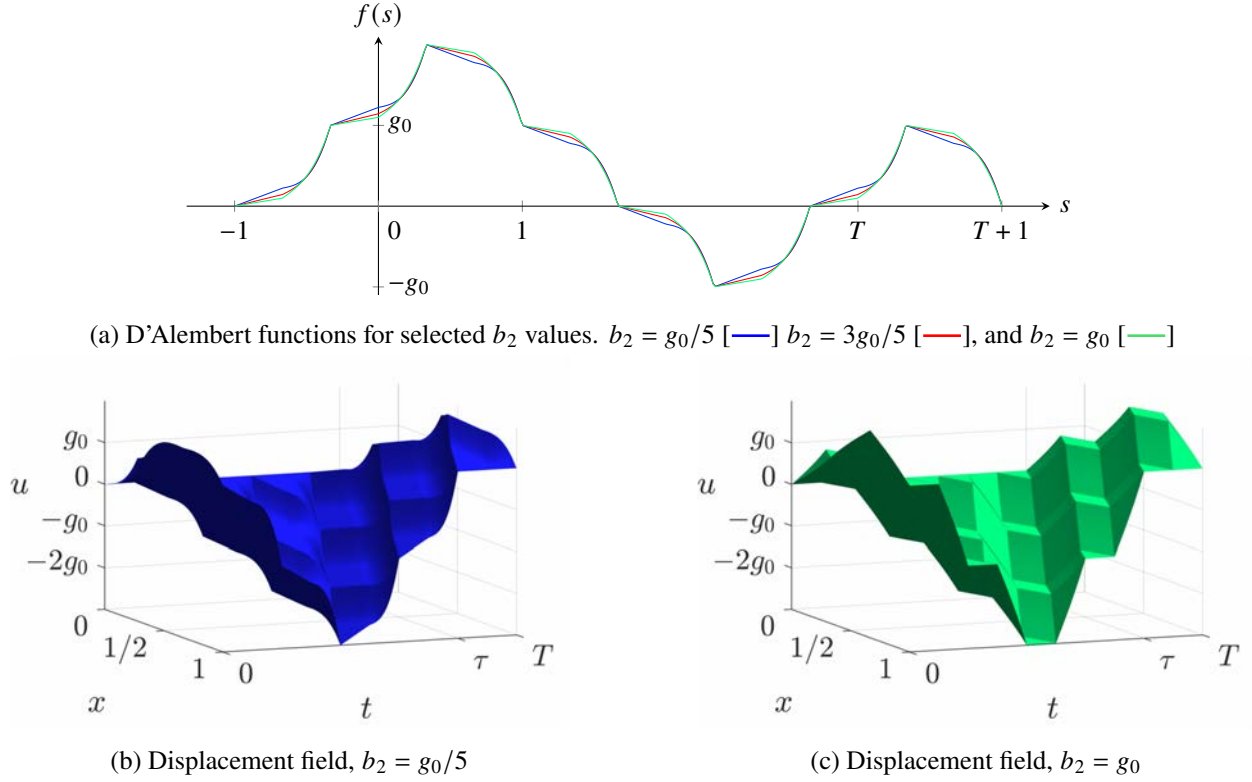 f(s)
g₀
s
−1
0
1
T
T + 1
−g₀
(a) D'Alembert functions for selected b₂ values. b₂ = g₀/5 [—] b₂ = 3g₀/5 [—], and b₂ = g₀ [—]
g₀
0
u
−g₀
−2g₀
0
1/2
1
0
x
t
τ
T
g₀
0
u
−g₀
−2g₀
0
1/2
1
0
x
t
τ
T
(b) Displacement field, b₂ = g₀/5
(c) Displacement field, b₂ = g₀